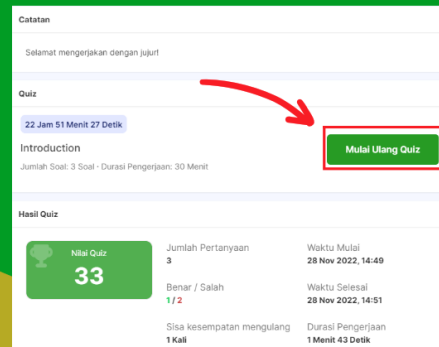 Catatan
Selamat mengerjakan dengan jujur!
Quiz
22 Jam 51 Menit 27 Detik
Introduction
Mulai Ulang Quiz
Jumlah Soal: 3 Soal · Durasi Pengerjaan: 30 Menit
Hasil Quiz
Nilai Quiz
33
Jumlah Pertanyaan
3
Waktu Mulai
28 Nov 2022, 14:49
Benar / Salah
1 / 2
Waktu Selesai
28 Nov 2022, 14:51
Sisa kesempatan mengulang
1 Kali
Durasi Pengerjaan
1 Menit 43 Detik